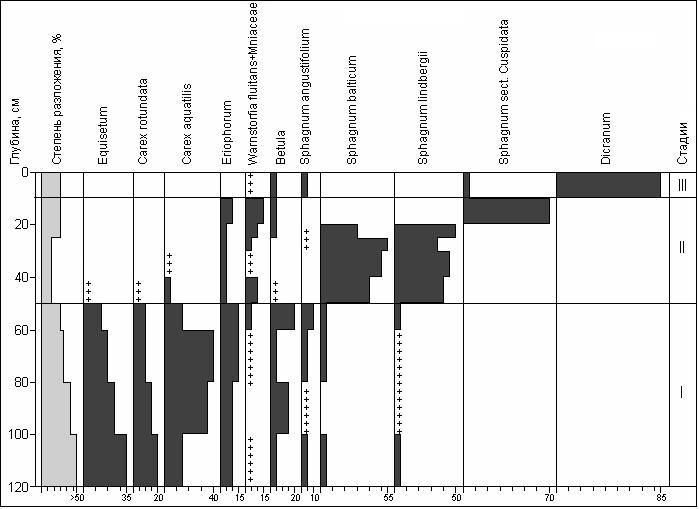 Глубина, см
Степень разложения, %
Equisetum
Carex rotundata
Carex aquatilis
Eriophorum
Warnstorfia fluitans+Mniaceae
Betula
Sphagnum angustifolium
Sphagnum balticum
Sphagnum lindbergii
Sphagnum sect. Cuspidata
Dicranum
Стадии
0
20
40
60
80
100
120
III
II
I
>50 35 20 40 15 15 20 10 55 50 70 85